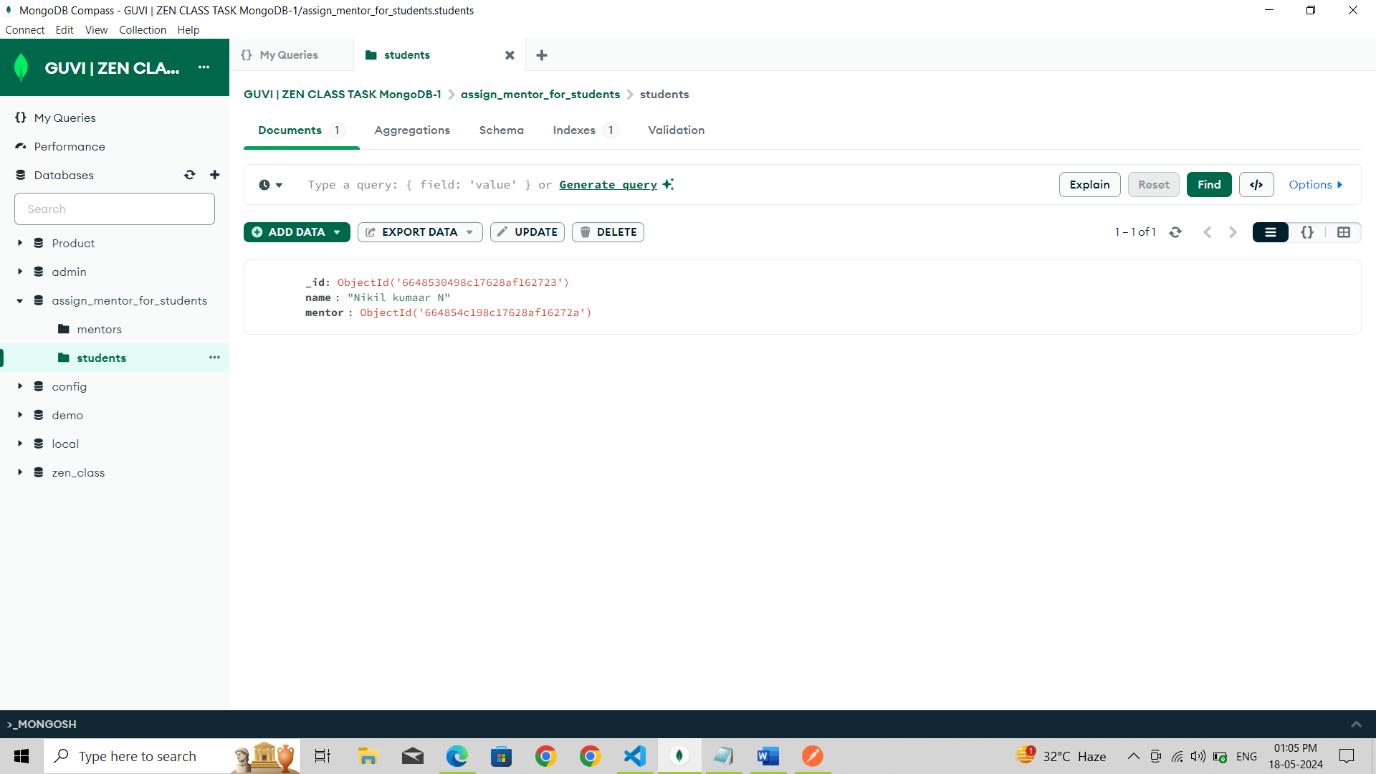 MongoDB Compass - GUVI | ZEN CLASS TASK MongoDB-1/assign_mentor_for_students.students
Connect Edit View Collection Help
GUVI | ZEN CLA... ...
{} My Queries
students
GUVI | ZEN CLASS TASK MongoDB-1 > assign_mentor_for_students > students
My Queries
Performance
Databases
Search
Product
admin
assign_mentor_for_students
mentors
students ...
config
demo
local
zen_class
Documents 1 Aggregations Schema Indexes 1 Validation
Type a query: { field: 'value' } or Generate query
Explain Reset Find </> Options
ADD DATA EXPORT DATA UPDATE DELETE
1 – 1 of 1 {}
_id: ObjectId('6648530498c17628af162723')
name : "Nikil kumaar N"
mentor : ObjectId('664854c198c17628af16272a')
>_MONGOSH
Type here to search
1 32°C Haze ENG 01:05 PM
18-05-2024